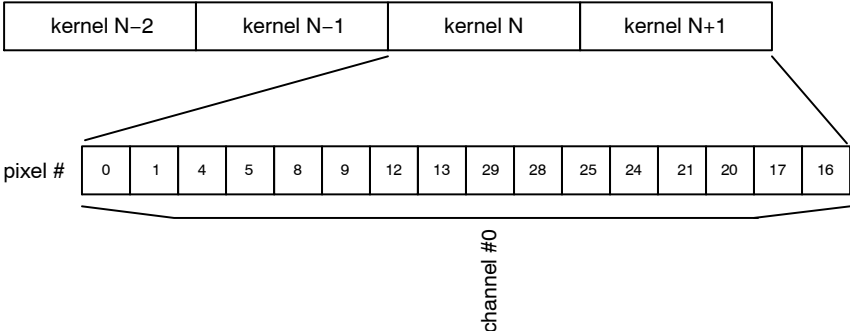 kernel N−2 kernel N−1 kernel N kernel N+1
pixel # 0 1 4 5 8 9 12 13 29 28 25 24 21 20 17 16
channel #0